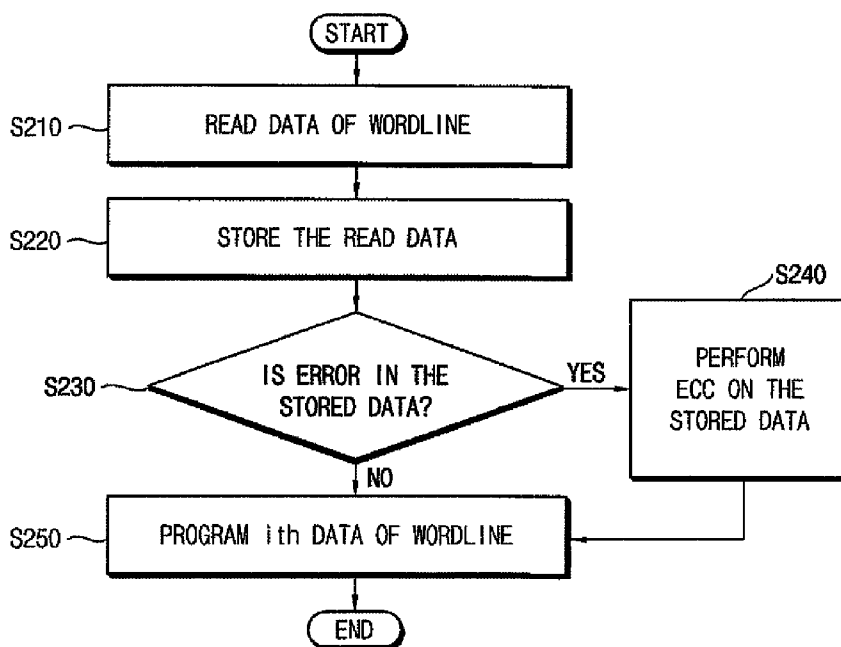 START
S210
READ DATA OF WORDLINE
S220
STORE THE READ DATA
S240
S230
IS ERROR IN THE
STORED DATA?
YES
PERFORM
ECC ON THE
STORED DATA
NO
S250
PROGRAM ith DATA OF WORDLINE
END